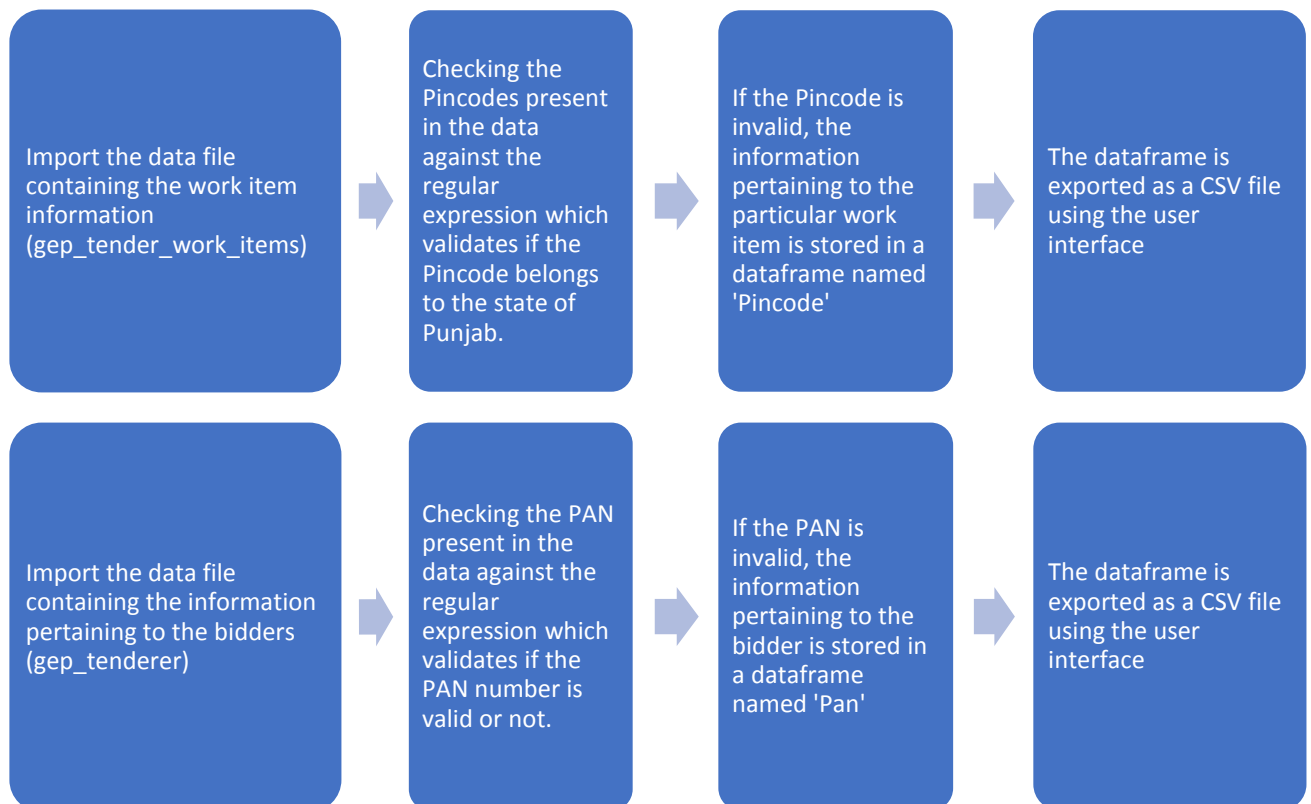 Import the data file
containing the work item
information
(gep_tender_work_items)
Checking the
Pincodes present
in the data
against the
regular
expression which
validates if the
Pincode belongs
to the state of
Punjab.
If the Pincode is
invalid, the
information
pertaining to the
particular work
item is stored in a
dataframe named
'Pincode'
The dataframe is
exported as a CSV file
using the user
interface
Import the data file
containing the information
pertaining to the bidders
(gep_tenderer)
Checking the PAN
present in the
data against the
regular
expression which
validates if the
PAN number is
valid or not.
If the PAN is
invalid, the
information
pertaining to the
bidder is stored in
a dataframe
named 'Pan'
The dataframe is
exported as a CSV file
using the user
interface